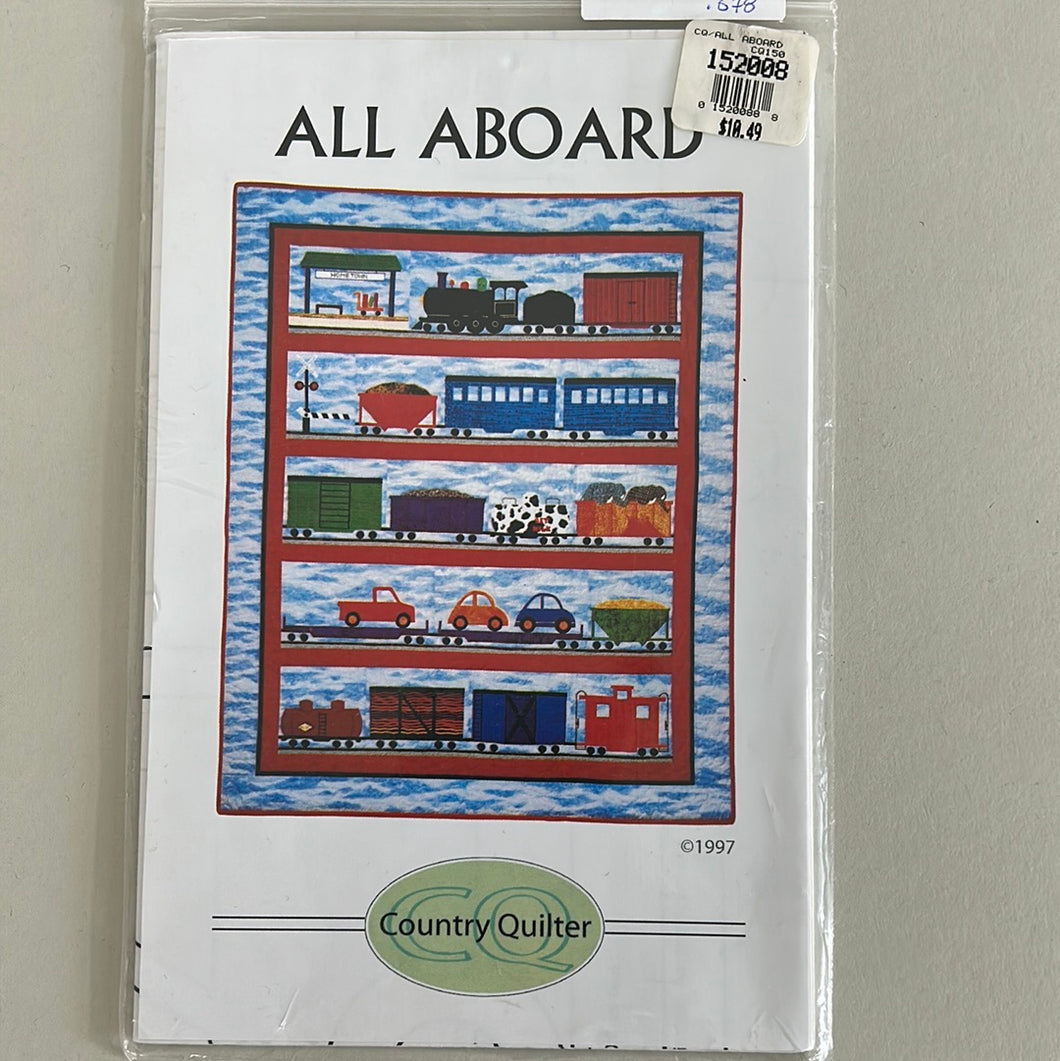 .678
CQ/ALL ABOARD
CQ150
152008
0 1520088 8
$10.49
ALL ABOARD
HOMETOWN
©1997
CQ
Country Quilter